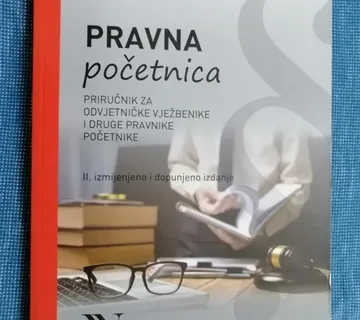 PRAVNA
početnica
PRIRUČNIK ZA
ODVJETNIČKE VJEŽBENIKE
I DRUGE PRAVNIKE
POČETNIKE
II. izmijenjeno i dopunjeno izdanje